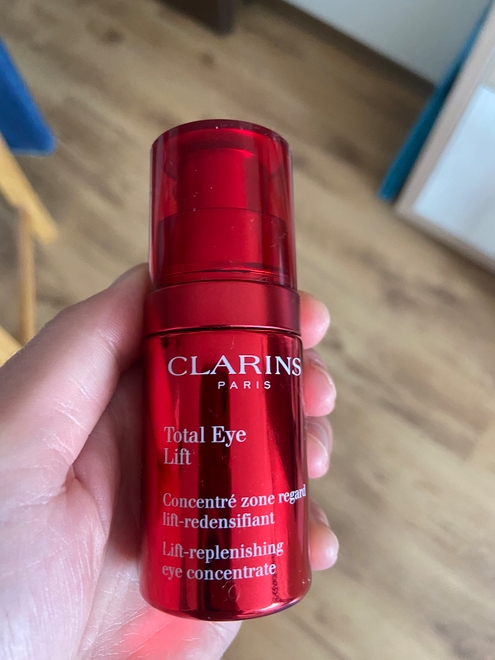 CLARINS
PARIS
Total Eye
Lift
Concentré zone regard
lift-redensifiant
Lift-replenishing
eye concentrate